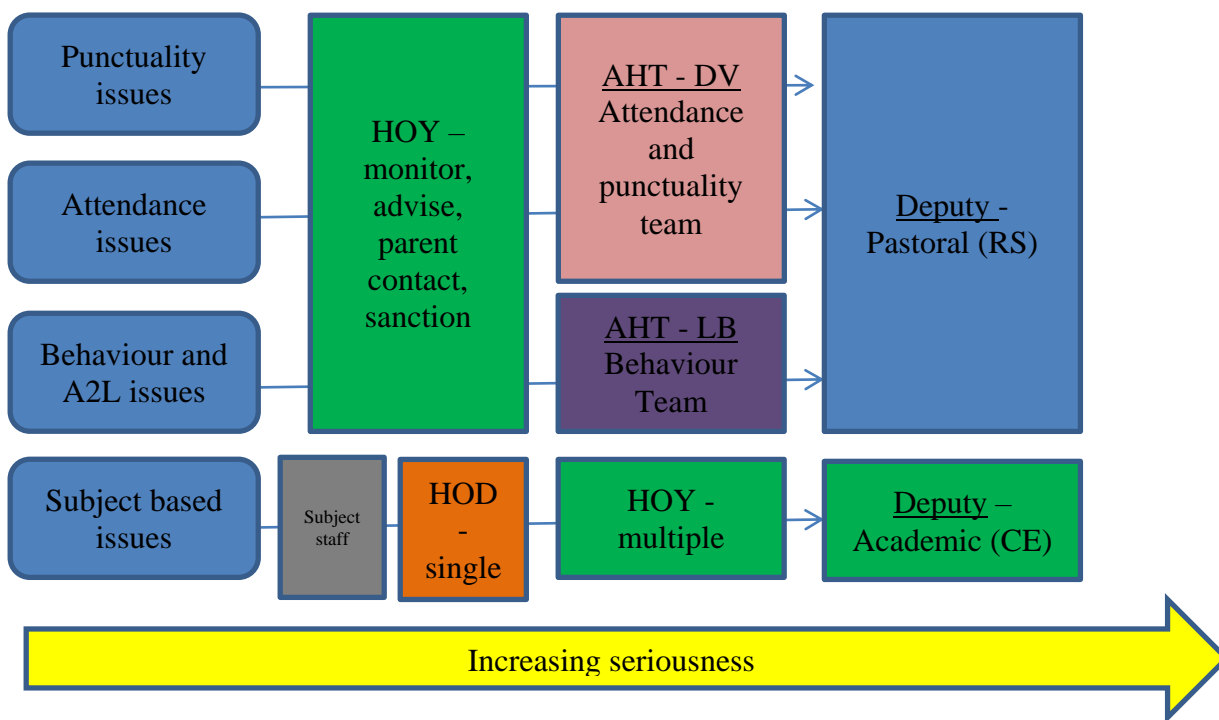 Punctuality
issues
Attendance
issues
Behaviour and
A2L issues
Subject based
issues
HOY –
monitor,
advise,
parent
contact,
sanction
Subject
staff
HOD
-
single
AHT - DV
Attendance
and
punctuality
team
AHT - LB
Behaviour
Team
HOY -
multiple
Deputy -
Pastoral (RS)
Deputy –
Academic (CE)
Increasing seriousness